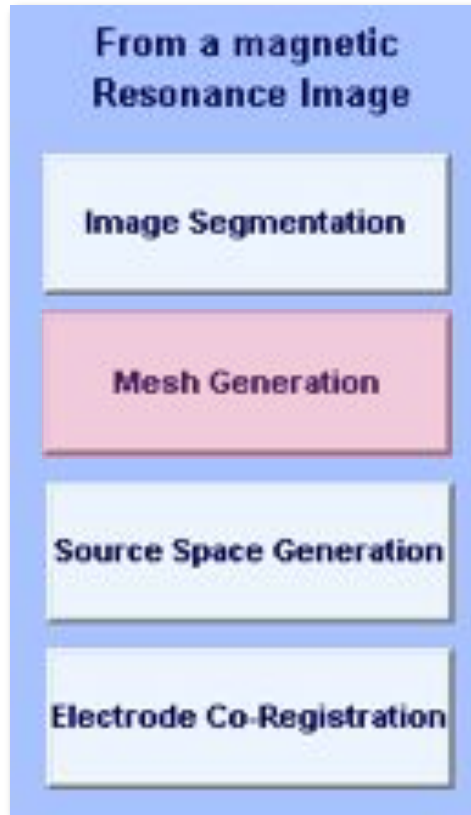 From a magnetic
Resonance Image
Image Segmentation
Mesh Generation
Source Space Generation
Electrode Co-Registration